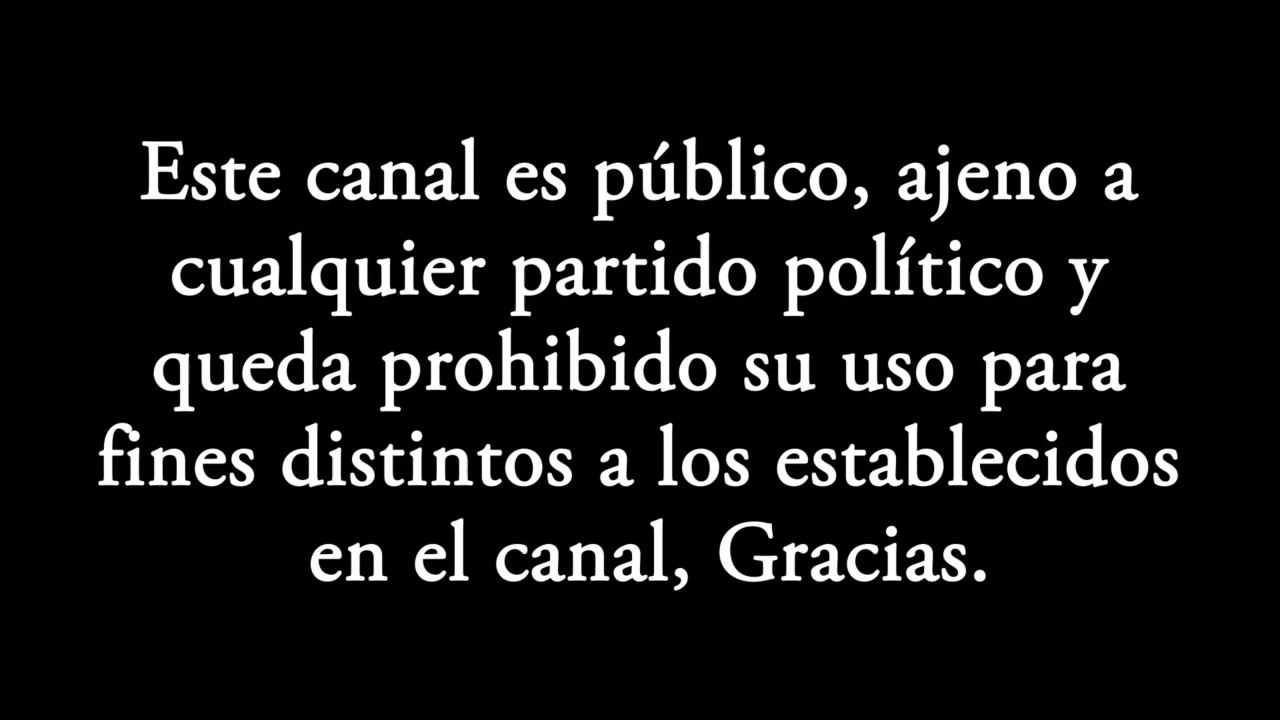 Este canal es público, ajeno a
cualquier partido político y
queda prohibido su uso para
fines distintos a los establecidos
en el canal, Gracias.